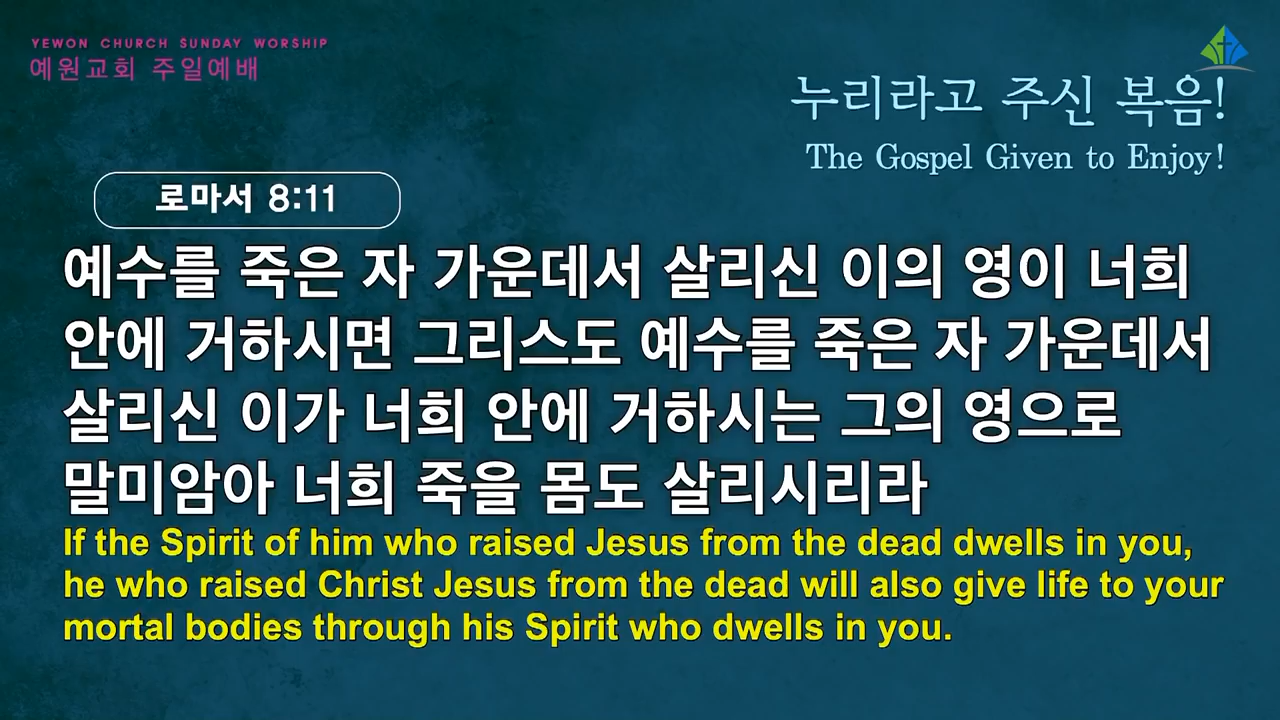 YEWON CHURCH SUNDAY WORSHIP
예원교회 주일예배
누리라고 주신 복음!
The Gospel Given to Enjoy!
로마서 8:11
예수를 죽은 자 가운데서 살리신 이의 영이 너희
안에 거하시면 그리스도 예수를 죽은 자 가운데서
살리신 이가 너희 안에 거하시는 그의 영으로
말미암아 너희 죽을 몸도 살리시리라
If the Spirit of him who raised Jesus from the dead dwells in you,
he who raised Christ Jesus from the dead will also give life to your
mortal bodies through his Spirit who dwells in you.